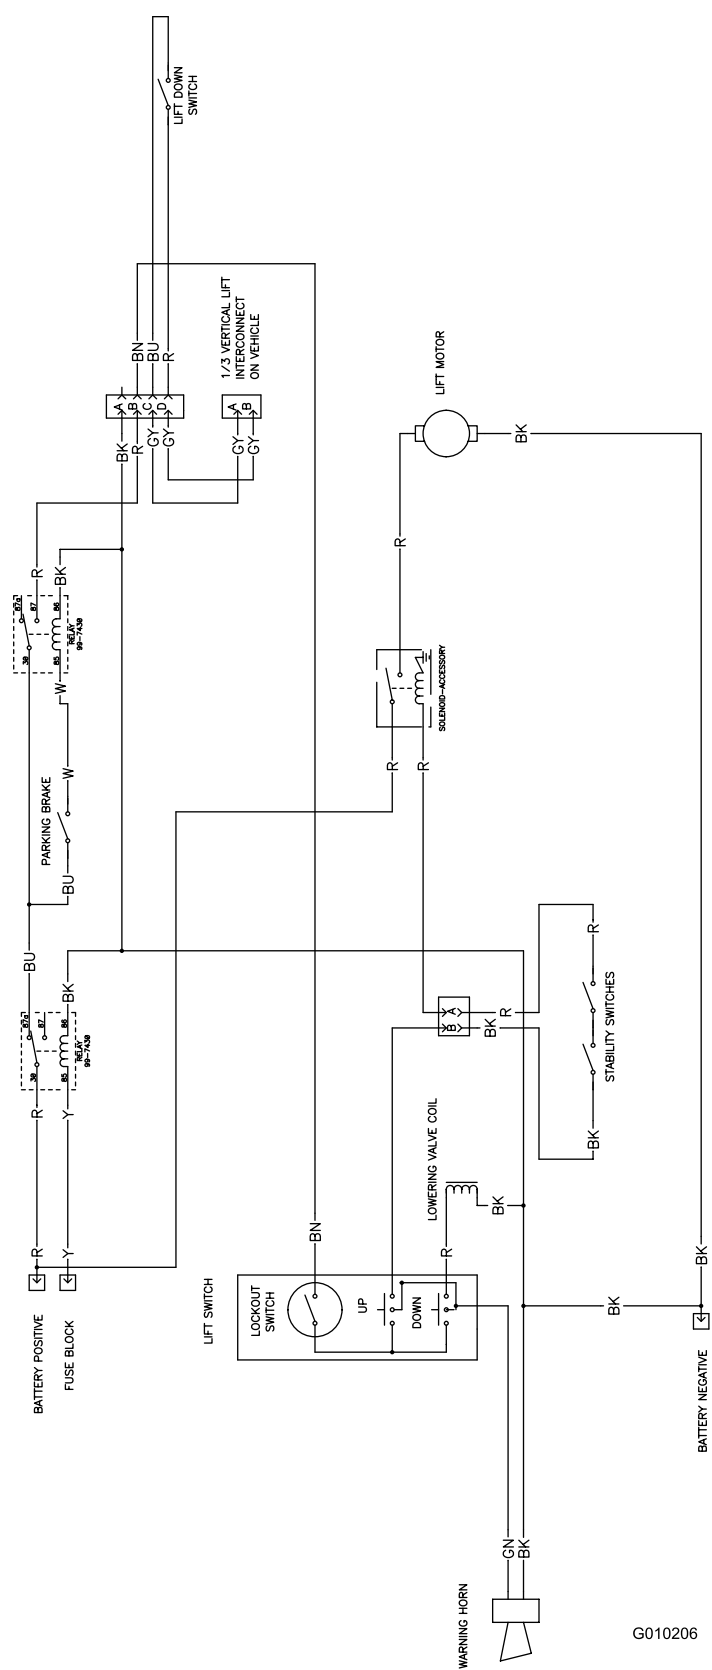 LIFT DOWN
SWITCH
BN
BU
R
1/3 VERTICAL LIFT
INTERCONNECT
ON VEHICLE
A
B
C
D
A
B
BK
R
GY
GY
GY
GY
LIFT MOTOR
BK
R
R
BK
87a
87
86
30
85
RELAY
99-7430
W
W
PARKING BRAKE
BU
SOLENOID-ACCESSORY
R
R
BU
BK
87a
87
86
30
85
RELAY
99-7430
R
Y
R
Y
BATTERY POSITIVE
FUSE BLOCK
A
B
R
BK
R
BK
STABILITY SWITCHES
LOWERING VALVE COIL
R
BK
BN
LIFT SWITCH
LOCKOUT
SWITCH
UP
DOWN
BK
BK
BATTERY NEGATIVE
GN
BK
WARNING HORN
G010206